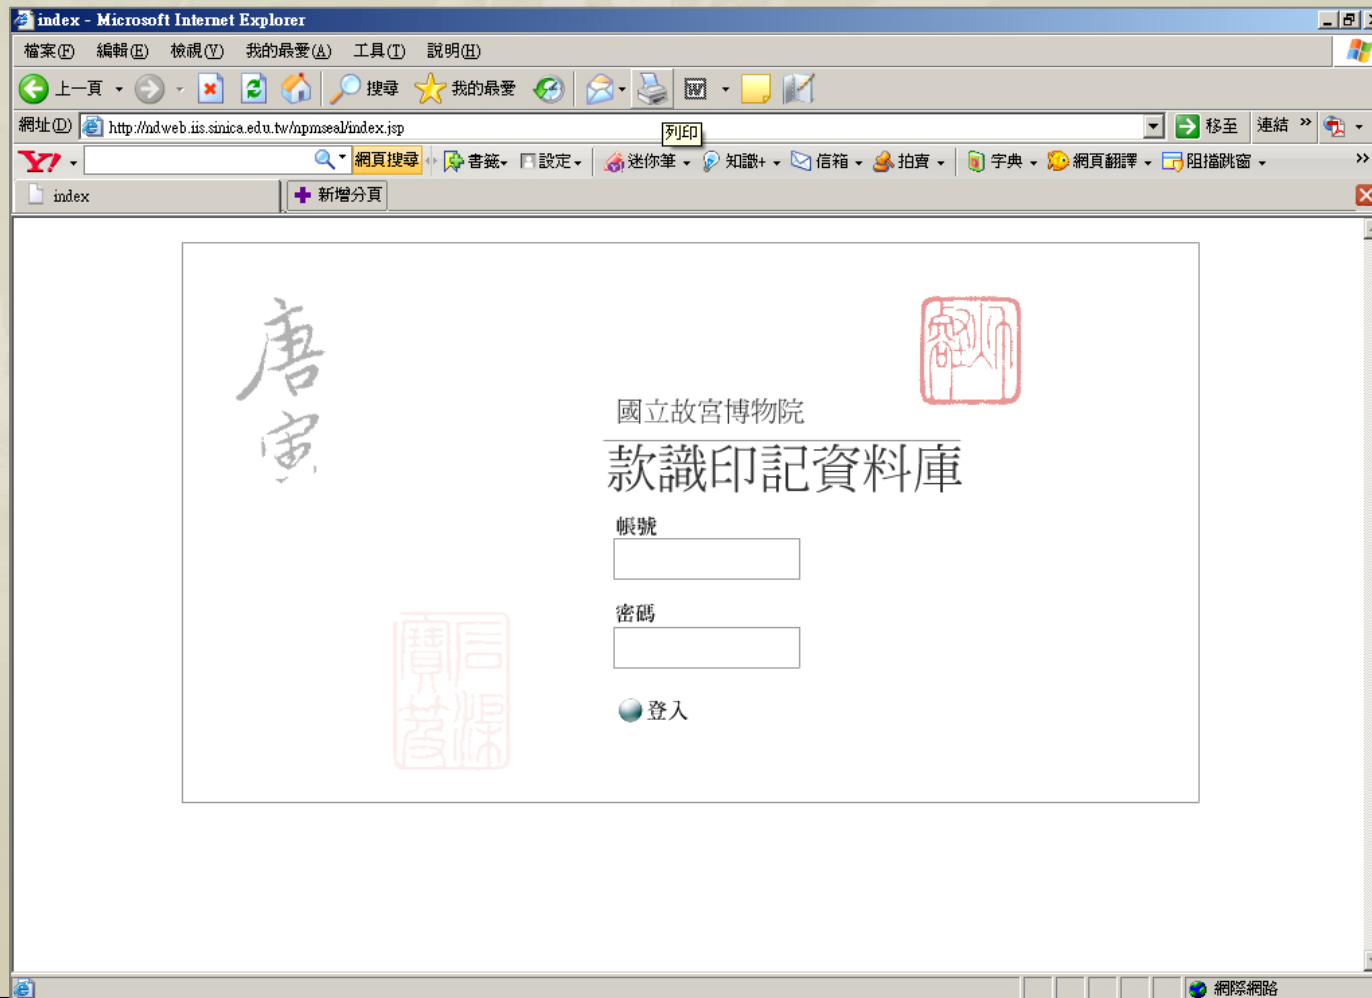 index - Microsoft Internet Explorer
檔案(F) 編輯(E) 檢視(V) 我的最愛(A) 工具(T) 說明(H)
上一頁 搜尋 我的最愛
網址(D) http://ndweb.iis.sinica.edu.tw/npmseal/index.jsp 移至 連結 »
列印
Y! 網頁搜尋 書籤 設定 迷你筆 知識+ 信箱 拍賣 字典 網頁翻譯 阻擋跳窗 »
index 新增分頁
唐寅
國立故宮博物院
款識印記資料庫
帳號
密碼
登入
網際網路